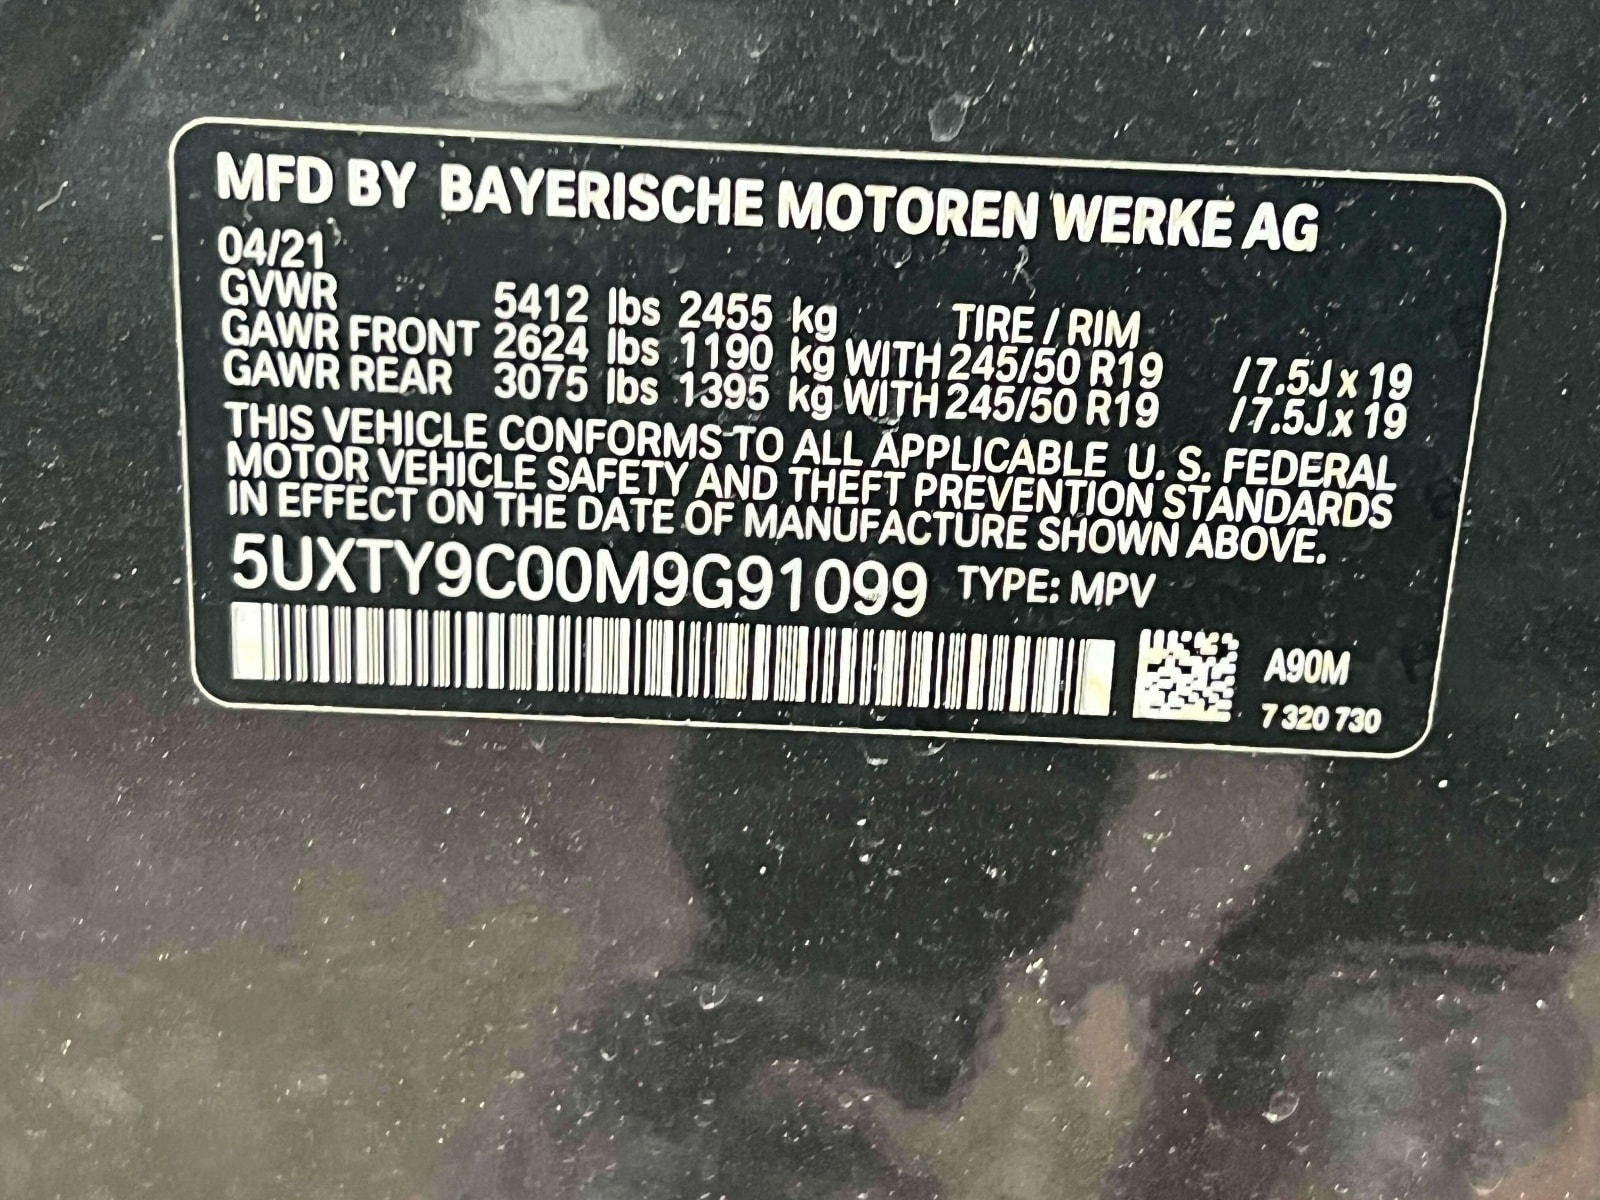 MFD BY BAYERISCHE MOTOREN WERKE AG
04/21
GVWR 5412 lbs 2455 kg TIRE / RIM
GAWR FRONT 2624 lbs 1190 kg WITH 245/50 R19 / 7.5J x 19
GAWR REAR 3075 lbs 1395 kg WITH 245/50 R19 / 7.5J x 19
THIS VEHICLE CONFORMS TO ALL APPLICABLE U. S. FEDERAL
MOTOR VEHICLE SAFETY AND THEFT PREVENTION STANDARDS
IN EFFECT ON THE DATE OF MANUFACTURE SHOWN ABOVE.
5UXTY9C00M9G91099 TYPE: MPV
A90M
7 320 730